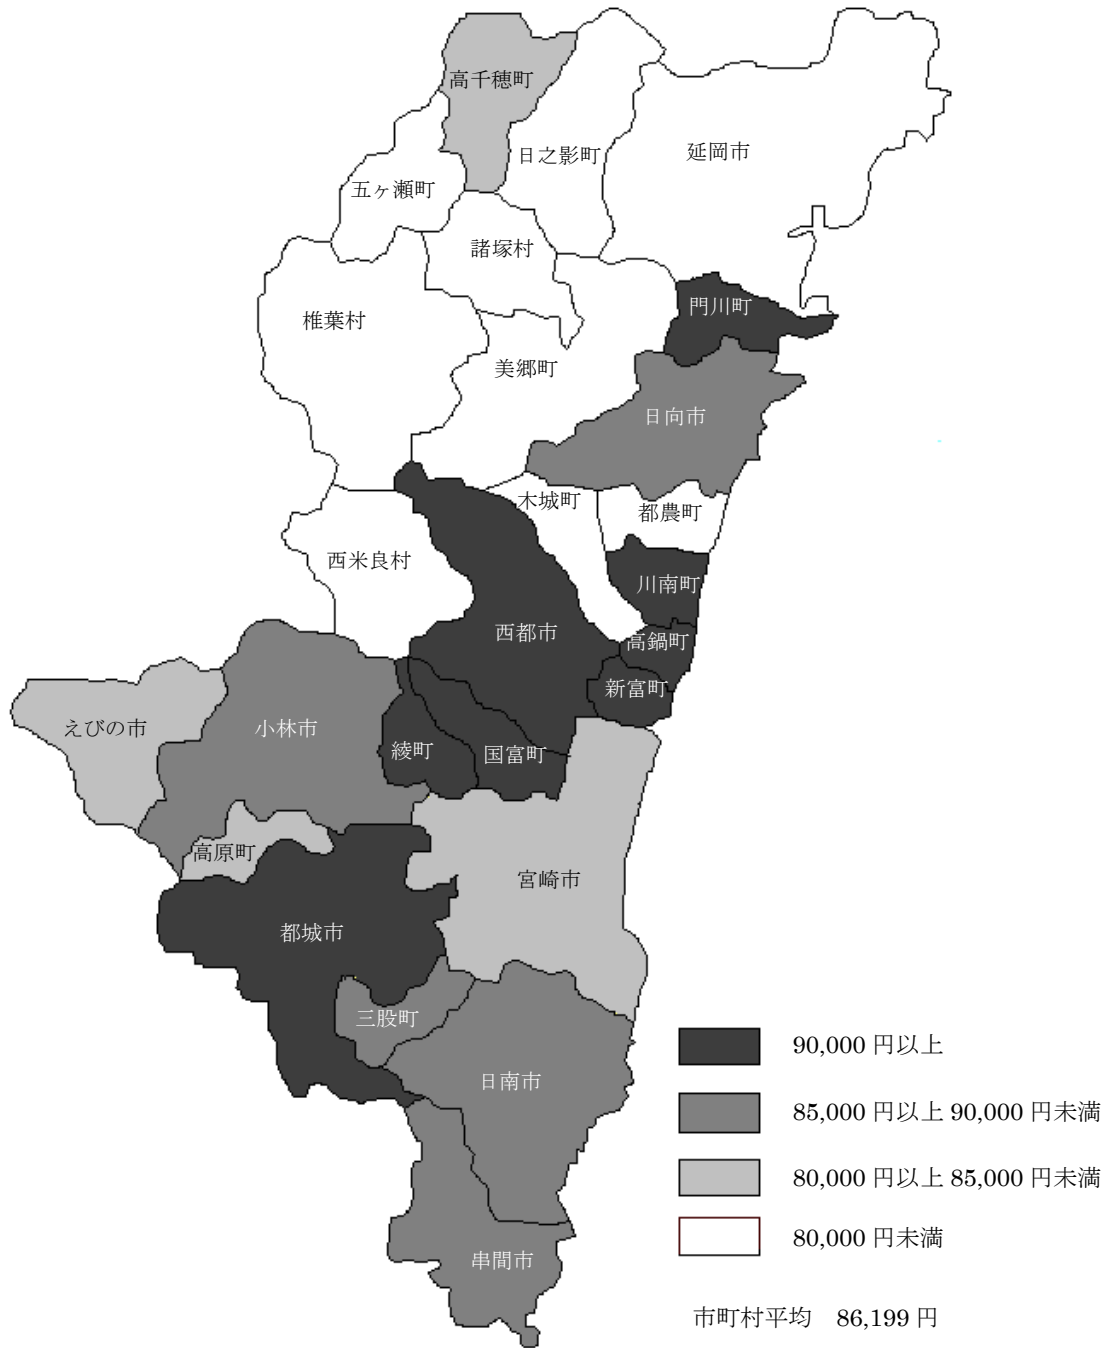 高千穂町
日之影町
延岡市
五ヶ瀬町
諸塚村
門川町
椎葉村
美郷町
日向市
木城町
都農町
西米良村
川南町
西都市
高鍋町
新富町
えびの市
小林市
綾町
国富町
高原町
宮崎市
都城市
三股町
日南市
串間市
90,000 円以上
85,000 円以上 90,000 円未満
80,000 円以上 85,000 円未満
80,000 円未満
市町村平均　86,199 円